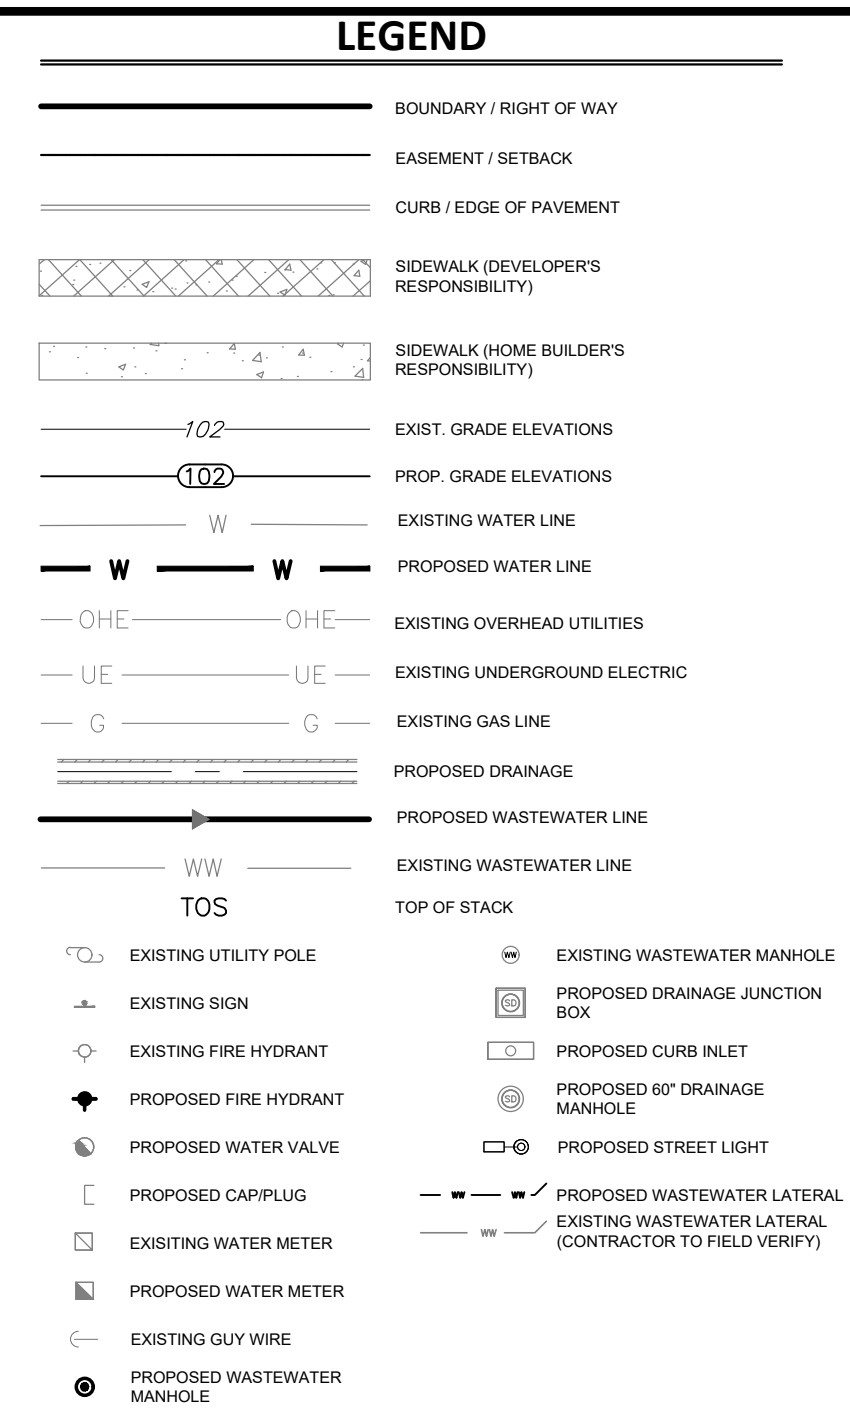 LEGEND
BOUNDARY / RIGHT OF WAY
EASEMENT / SETBACK
CURB / EDGE OF PAVEMENT
SIDEWALK (DEVELOPER'S
RESPONSIBILITY)
SIDEWALK (HOME BUILDER'S
RESPONSIBILITY)
102 EXIST. GRADE ELEVATIONS
102 PROP. GRADE ELEVATIONS
W EXISTING WATER LINE
W W PROPOSED WATER LINE
OHE OHE EXISTING OVERHEAD UTILITIES
UE UE EXISTING UNDERGROUND ELECTRIC
G G EXISTING GAS LINE
PROPOSED DRAINAGE
PROPOSED WASTEWATER LINE
WW EXISTING WASTEWATER LINE
TOS TOP OF STACK
EXISTING UTILITY POLE
EXISTING SIGN
EXISTING FIRE HYDRANT
PROPOSED FIRE HYDRANT
PROPOSED WATER VALVE
PROPOSED CAP/PLUG
EXISITING WATER METER
PROPOSED WATER METER
EXISTING GUY WIRE
PROPOSED WASTEWATER
MANHOLE
WW EXISTING WASTEWATER MANHOLE
SD PROPOSED DRAINAGE JUNCTION
BOX
PROPOSED CURB INLET
SD PROPOSED 60" DRAINAGE
MANHOLE
PROPOSED STREET LIGHT
WW WW PROPOSED WASTEWATER LATERAL
WW EXISTING WASTEWATER LATERAL
(CONTRACTOR TO FIELD VERIFY)